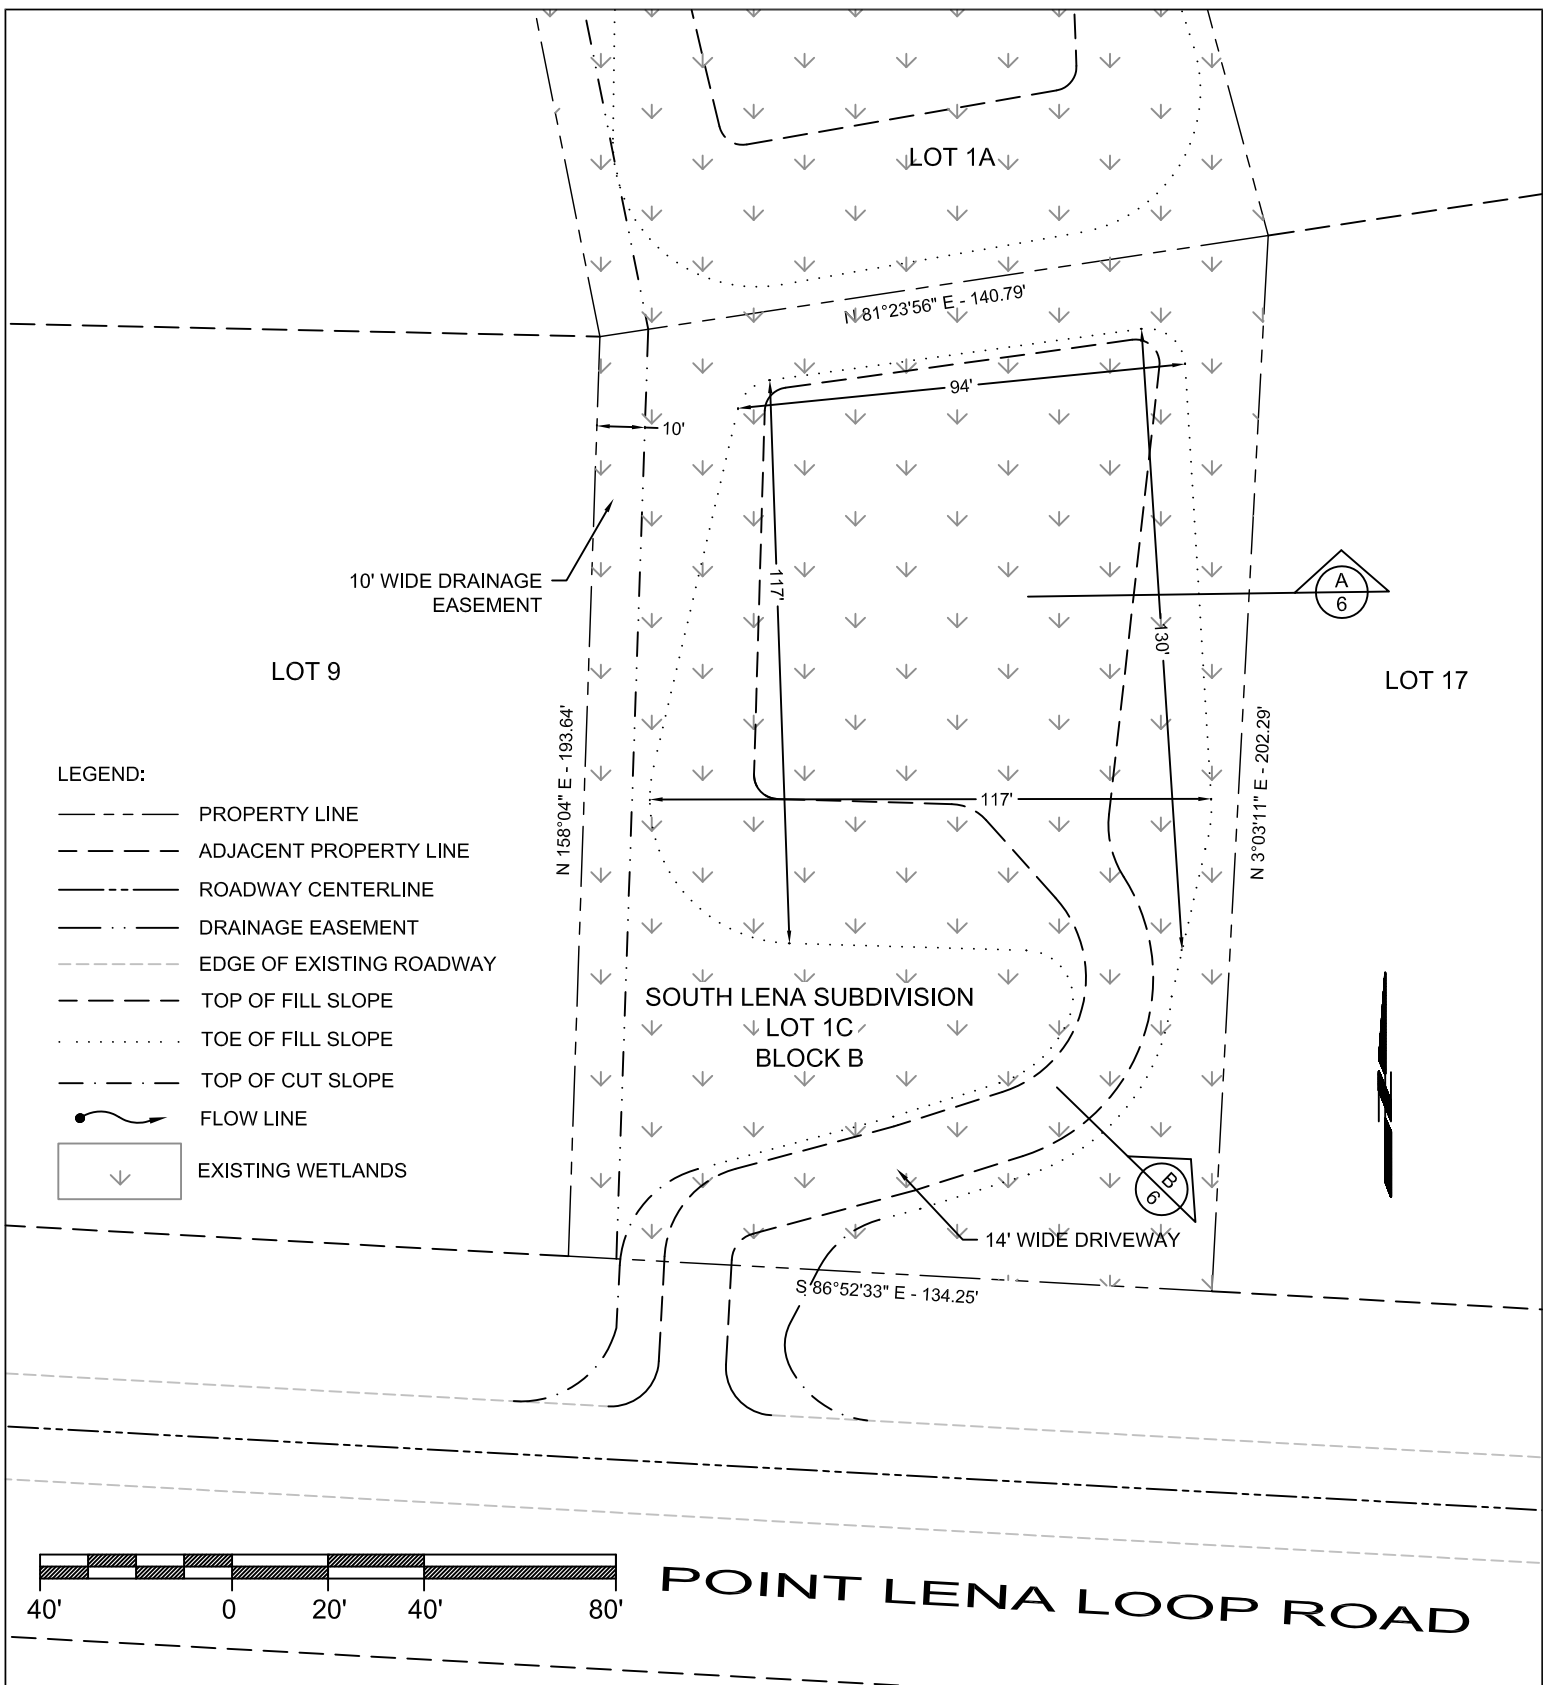 LOT 1A
N 81°23'56" E - 140.79'
94'
10'
10' WIDE DRAINAGE
EASEMENT
117'
130'
A
6
LOT 9
LOT 17
N 158°04" E - 193.64'
N 3°03'11" E - 202.29'
117'
LEGEND:
PROPERTY LINE
ADJACENT PROPERTY LINE
ROADWAY CENTERLINE
DRAINAGE EASEMENT
EDGE OF EXISTING ROADWAY
TOP OF FILL SLOPE
TOE OF FILL SLOPE
TOP OF CUT SLOPE
FLOW LINE
EXISTING WETLANDS
SOUTH LENA SUBDIVISION
LOT 1C
BLOCK B
B
6
14' WIDE DRIVEWAY
S 86°52'33" E - 134.25'
40' 0 20' 40' 80'
POINT LENA LOOP ROAD